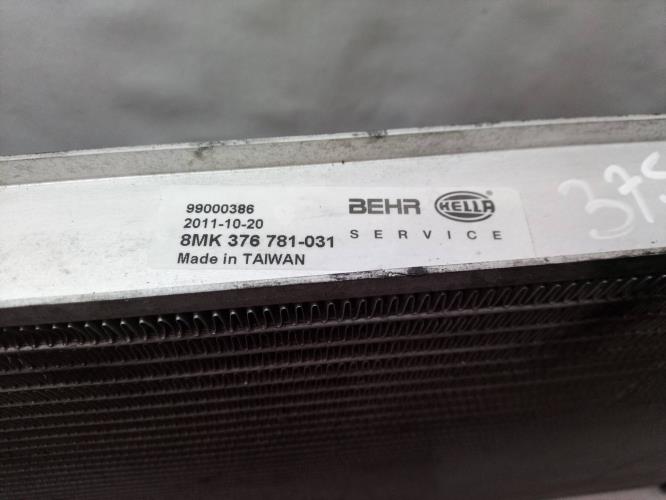 99000386
2011-10-20
8MK 376 781-031
Made in TAIWAN
BEHR HELLA
SERVICE